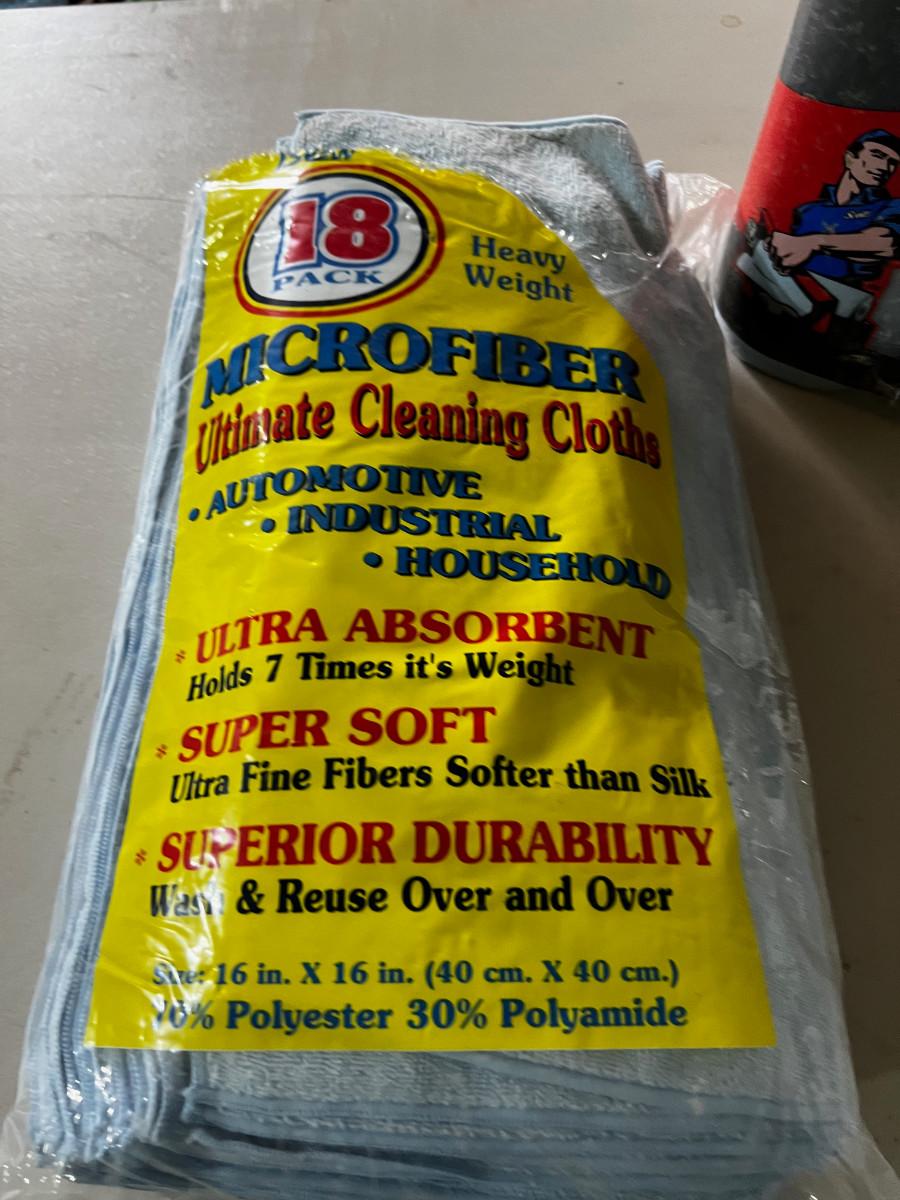 18
PACK
Heavy
Weight
MICROFIBER
Ultimate Cleaning Cloths
• AUTOMOTIVE
• INDUSTRIAL
• HOUSEHOLD
* ULTRA ABSORBENT
Holds 7 Times it's Weight
* SUPER SOFT
Ultra Fine Fibers Softer than Silk
* SUPERIOR DURABILITY
Wash & Reuse Over and Over
Size: 16 in. X 16 in. (40 cm. X 40 cm.)
70% Polyester 30% Polyamide